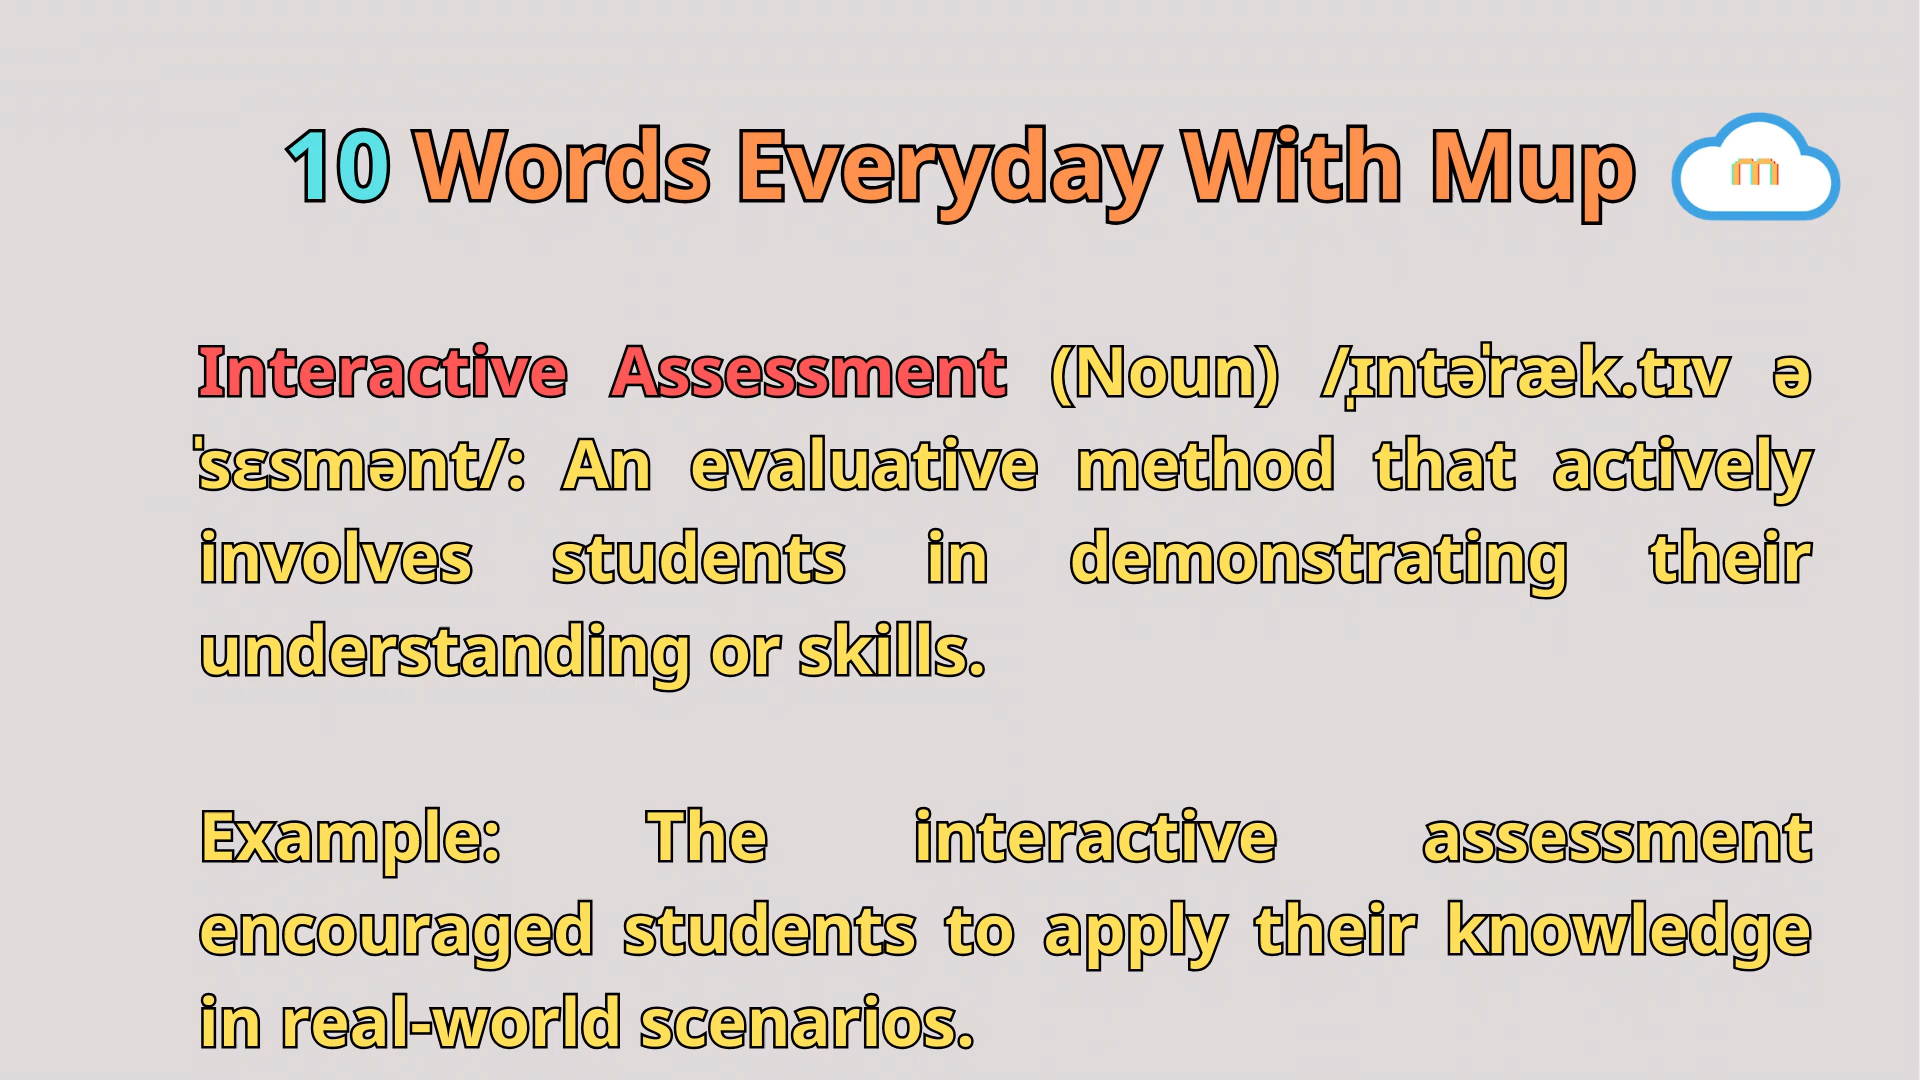 10 Words Everyday With Mup
m
Interactive Assessment (Noun) /ˌɪntəˈræk.tɪv ə
ˈsɛsmənt/: An evaluative method that actively
involves students in demonstrating their
understanding or skills.
Example: The interactive assessment
encouraged students to apply their knowledge
in real-world scenarios.